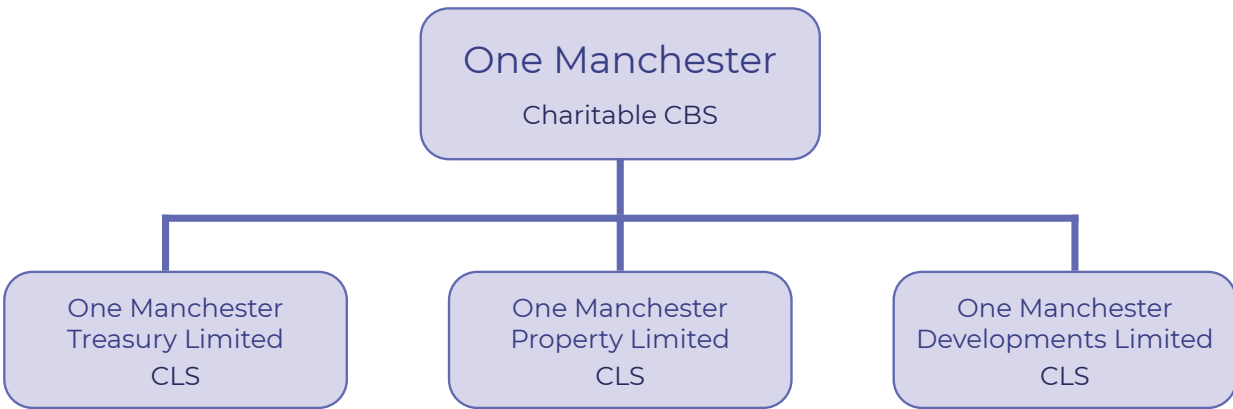 One Manchester
Charitable CBS
One Manchester
Treasury Limited
CLS
One Manchester
Property Limited
CLS
One Manchester
Developments Limited
CLS